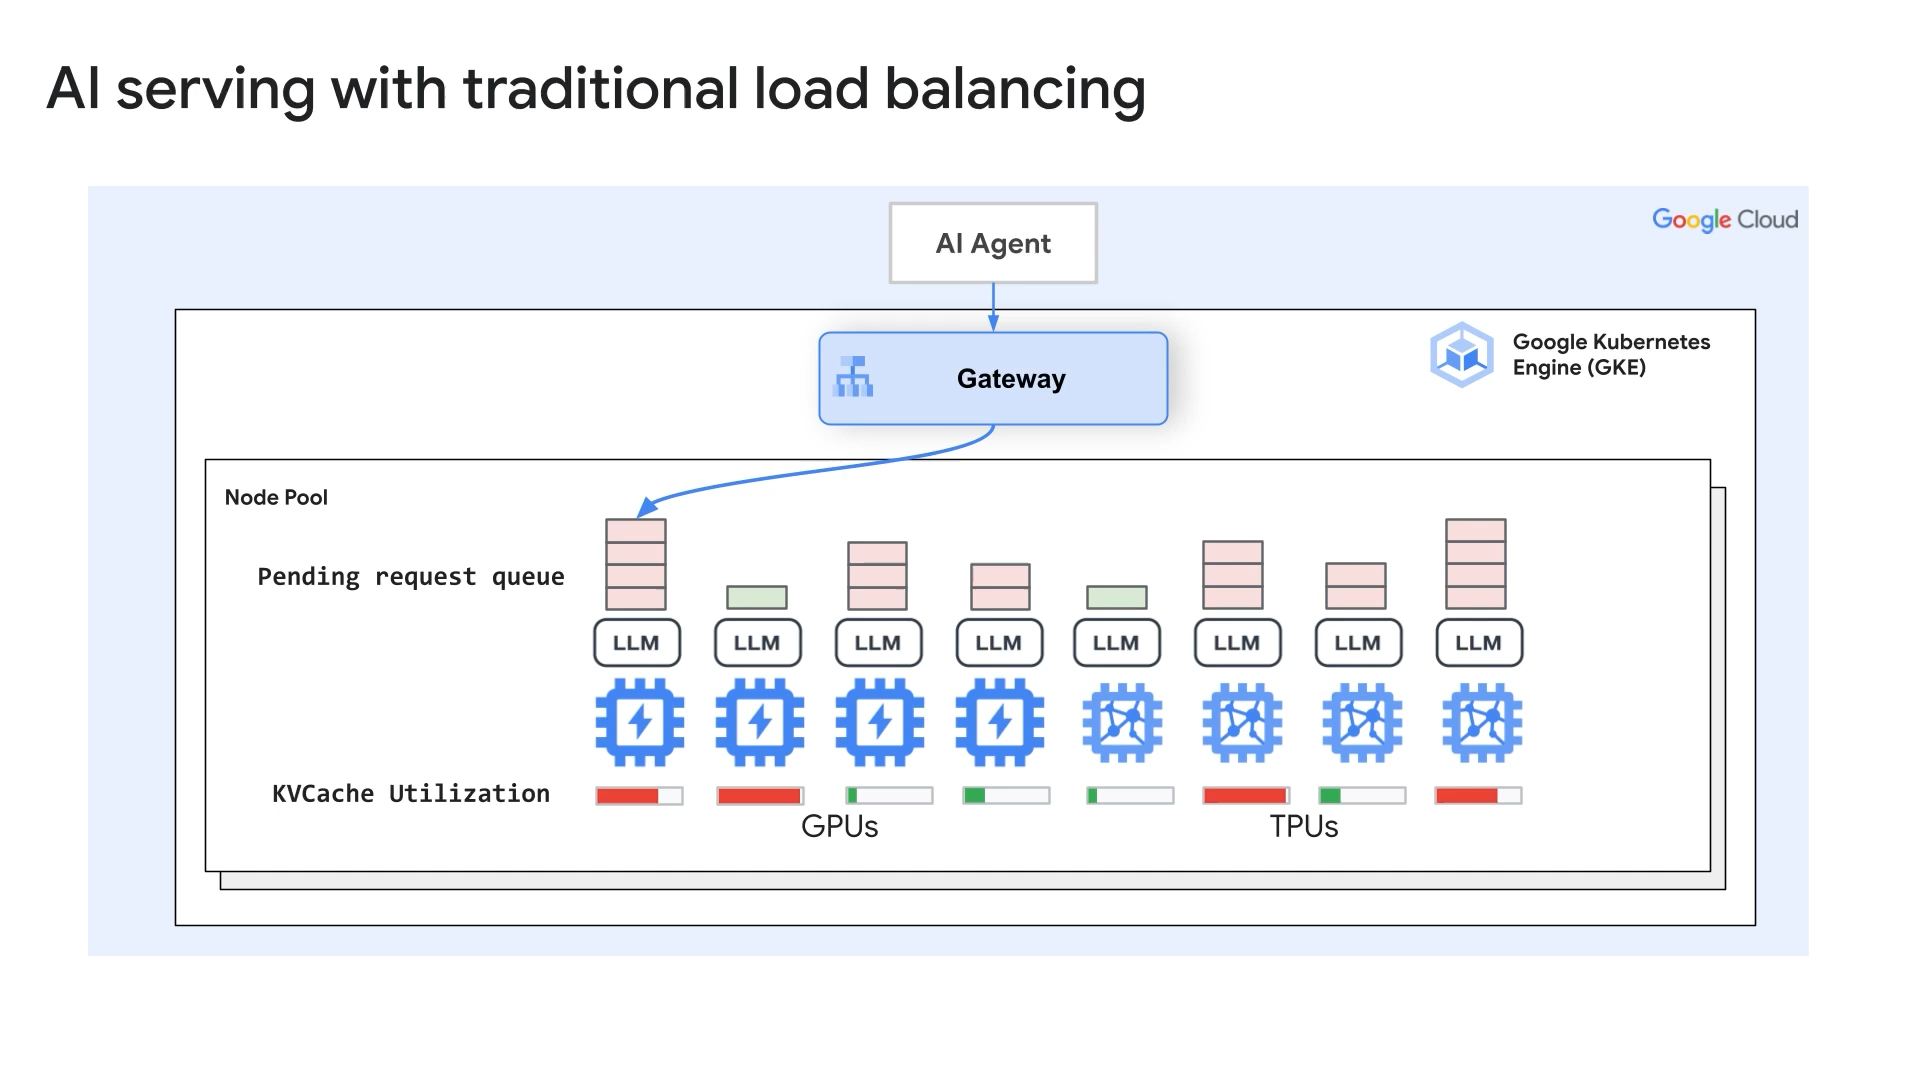 AI serving with traditional load balancing
Google Cloud
AI Agent
Google Kubernetes
Engine (GKE)
Gateway
Node Pool
Pending request queue
LLM LLM LLM LLM LLM LLM LLM LLM
KVCache Utilization
GPUs TPUs